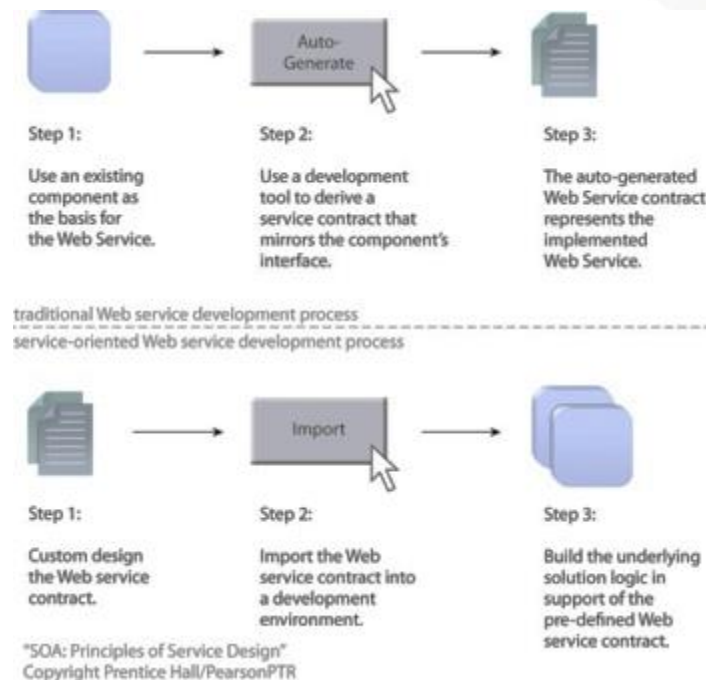 Auto-
Generate
Step 1:
Use an existing
component as
the basis for
the Web Service.
Step 2:
Use a development
tool to derive a
service contract that
mirrors the component's
interface.
Step 3:
The auto-generated
Web Service contract
represents the
implemented
Web Service.
traditional Web service development process
service-oriented Web service development process
Import
Step 1:
Custom design
the Web service
contract.
Step 2:
Import the Web
service contract into
a development
environment.
Step 3:
Build the underlying
solution logic in
support of the
pre-defined Web
service contract.
"SOA: Principles of Service Design"
Copyright Prentice Hall/PearsonPTR